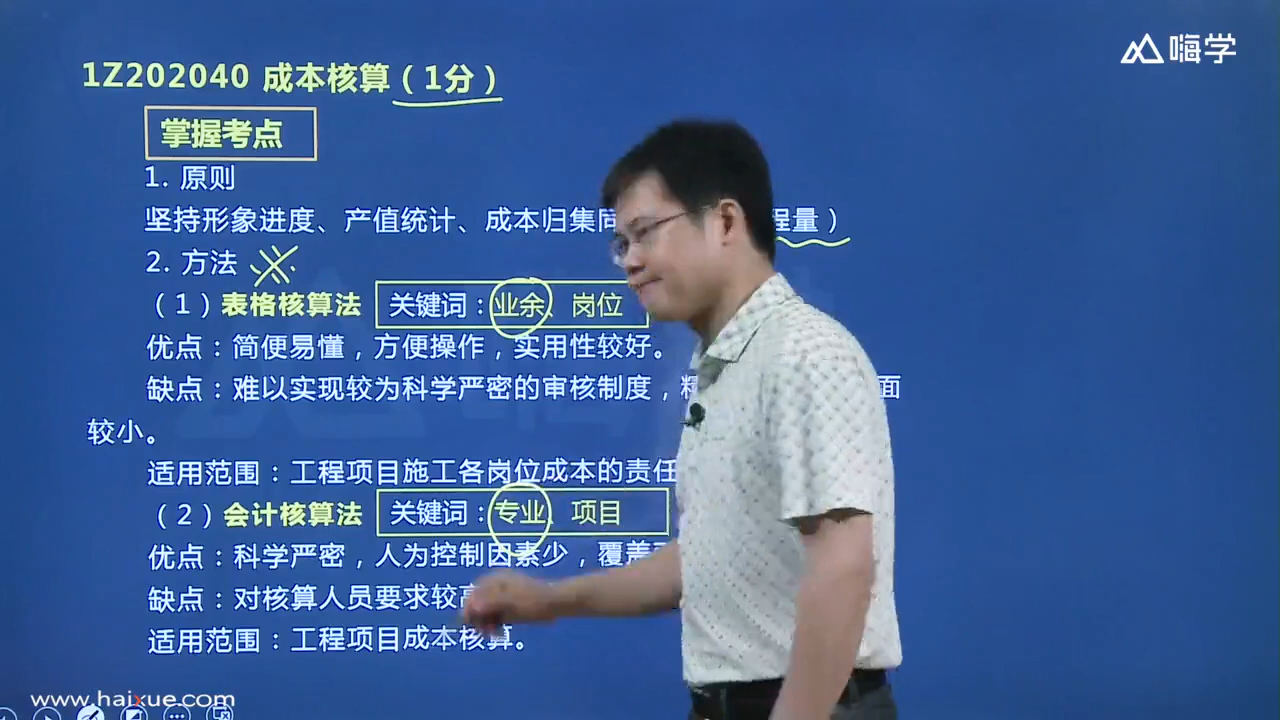 嗨学
1Z202040 成本核算（1分）
掌握考点
1. 原则
坚持形象进度、产值统计、成本归集同 程量）
2. 方法
（1）表格核算法 关键词：业余、岗位
优点：简便易懂，方便操作，实用性较好。
缺点：难以实现较为科学严密的审核制度，精 面
较小。
适用范围：工程项目施工各岗位成本的责任
（2）会计核算法 关键词：专业、项目
优点：科学严密，人为控制因素少，覆盖
缺点：对核算人员要求较高
适用范围：工程项目成本核算。
www.haixue.com